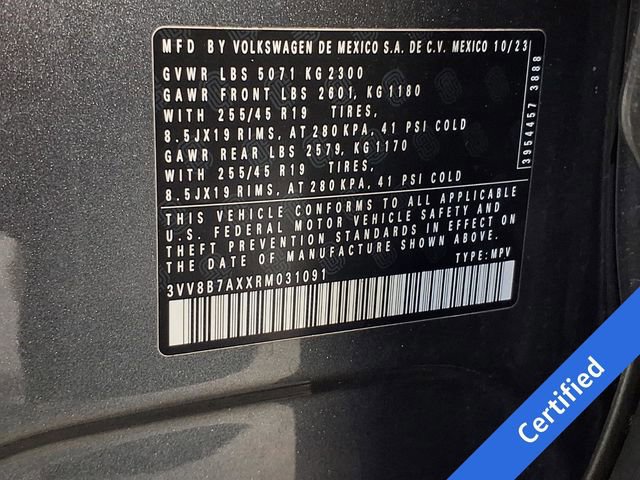 MFD BY VOLKSWAGEN DE MEXICO S.A. DE C.V. MEXICO 10/23
GVWR LBS 5071 KG 2300
GAWR FRONT LBS 2601, KG 1180
WITH 255/45 R19 TIRES,
8.5JX19 RIMS, AT 280 KPA, 41 PSI COLD
GAWR REAR LBS 2579, KG 1170
WITH 255/45 R19 TIRES,
8.5JX19 RIMS, AT 280 KPA, 41 PSI COLD
3954457 3888
THIS VEHICLE CONFORMS TO ALL APPLICABLE
U.S. FEDERAL MOTOR VEHICLE SAFETY AND
THEFT PREVENTION STANDARDS IN EFFECT ON
THE DATE OF MANUFACTURE SHOWN ABOVE.
TYPE: MPV
3VV8B7AXXRM031091
Certified